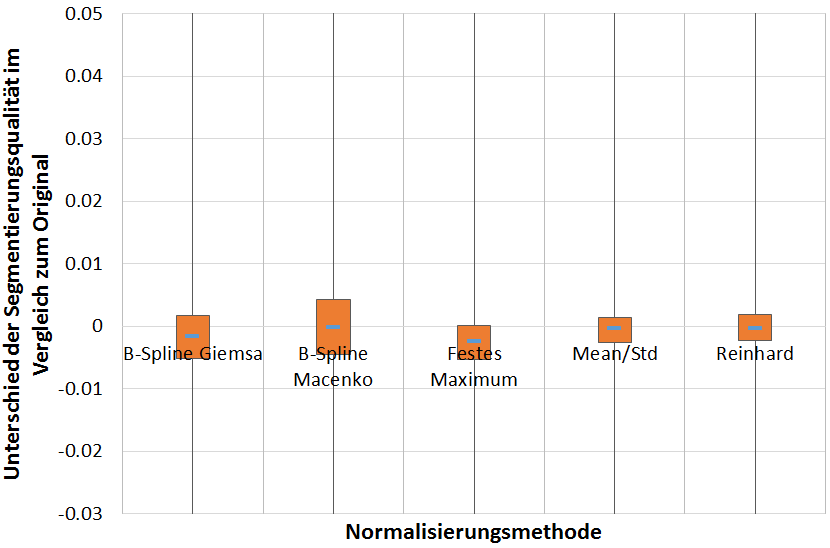 Unterschied der Segmentierungsqualität im
Vergleich zum Original
0.05
0.04
0.03
0.02
0.01
0
-0.01
-0.02
-0.03
B-Spline Giemsa
B-Spline
Macenko
Festes
Maximum
Mean/Std
Reinhard
Normalisierungsmethode